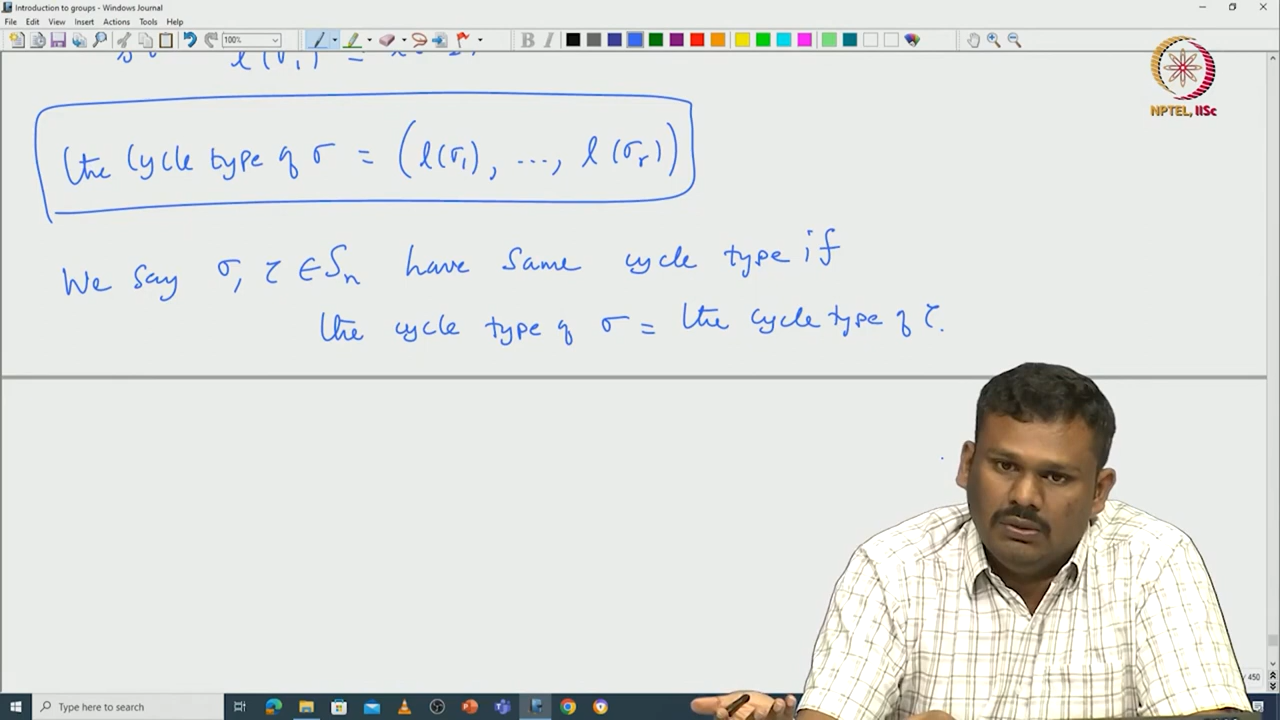 Introduction to groups - Windows Journal
File Edit View Insert Actions Tools Help
100%
B I
NPTEL, IISc
the Cycle type of σ = (l(σ₁), ..., l(σᵣ))
We say σ, τ ∈ Sₙ have same cycle type if
the cycle type of σ = the cycle type of τ.
450
Type here to search